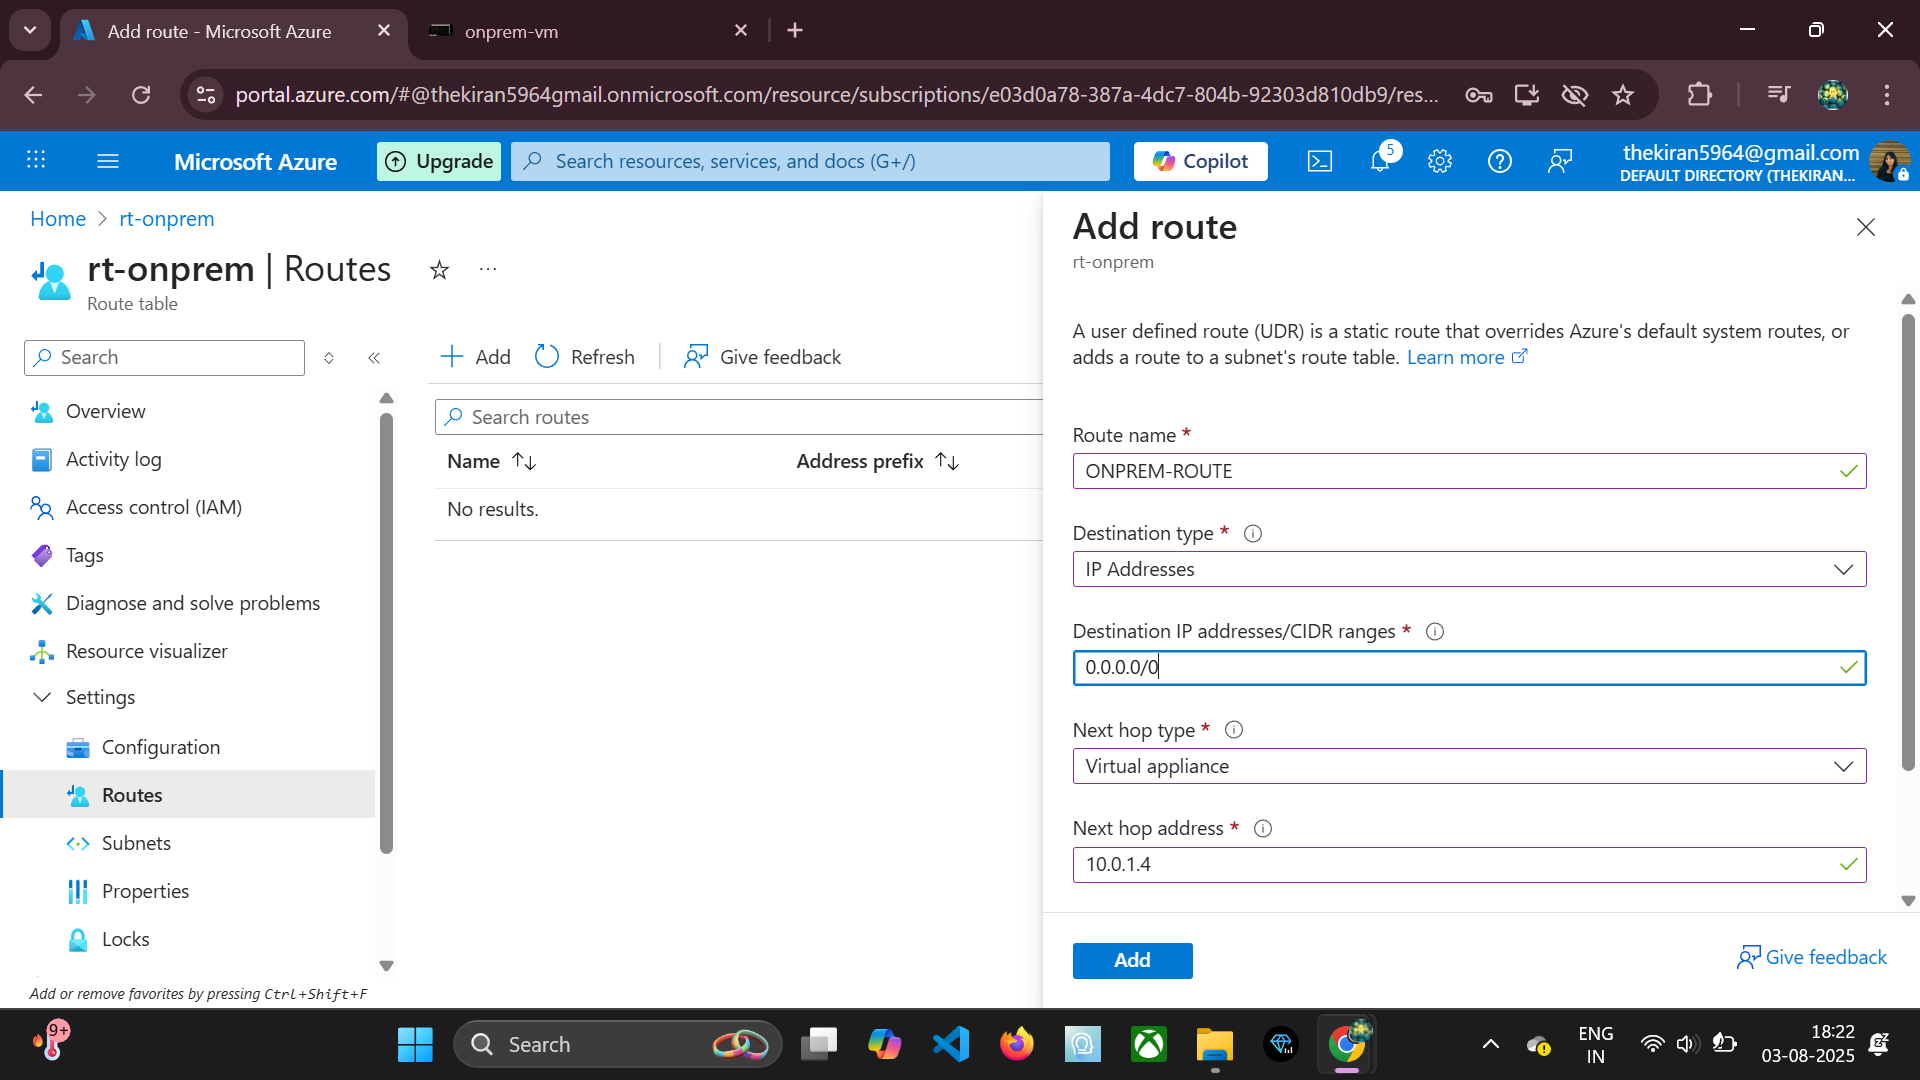 Add route - Microsoft Azure
onprem-vm
portal.azure.com/#@thekiran5964gmail.onmicrosoft.com/resource/subscriptions/e03d0a78-387a-4dc7-804b-92303d810db9/res...
Microsoft Azure
Upgrade
Search resources, services, and docs (G+/)
Copilot
5
thekiran5964@gmail.com
DEFAULT DIRECTORY (THEKIRAN...
Home > rt-onprem
rt-onprem | Routes
...
Route table
Search
Overview
Activity log
Access control (IAM)
Tags
Diagnose and solve problems
Resource visualizer
Settings
Configuration
Routes
Subnets
Properties
Locks
Add or remove favorites by pressing Ctrl+Shift+F
Add
Refresh
Give feedback
Search routes
Name
Address prefix
No results.
Add route
rt-onprem
A user defined route (UDR) is a static route that overrides Azure's default system routes, or
adds a route to a subnet's route table. Learn more
Route name *
ONPREM-ROUTE
Destination type *
IP Addresses
Destination IP addresses/CIDR ranges *
0.0.0.0/0
Next hop type *
Virtual appliance
Next hop address *
10.0.1.4
Add
Give feedback
9+
Search
ENG
IN
18:22
03-08-2025